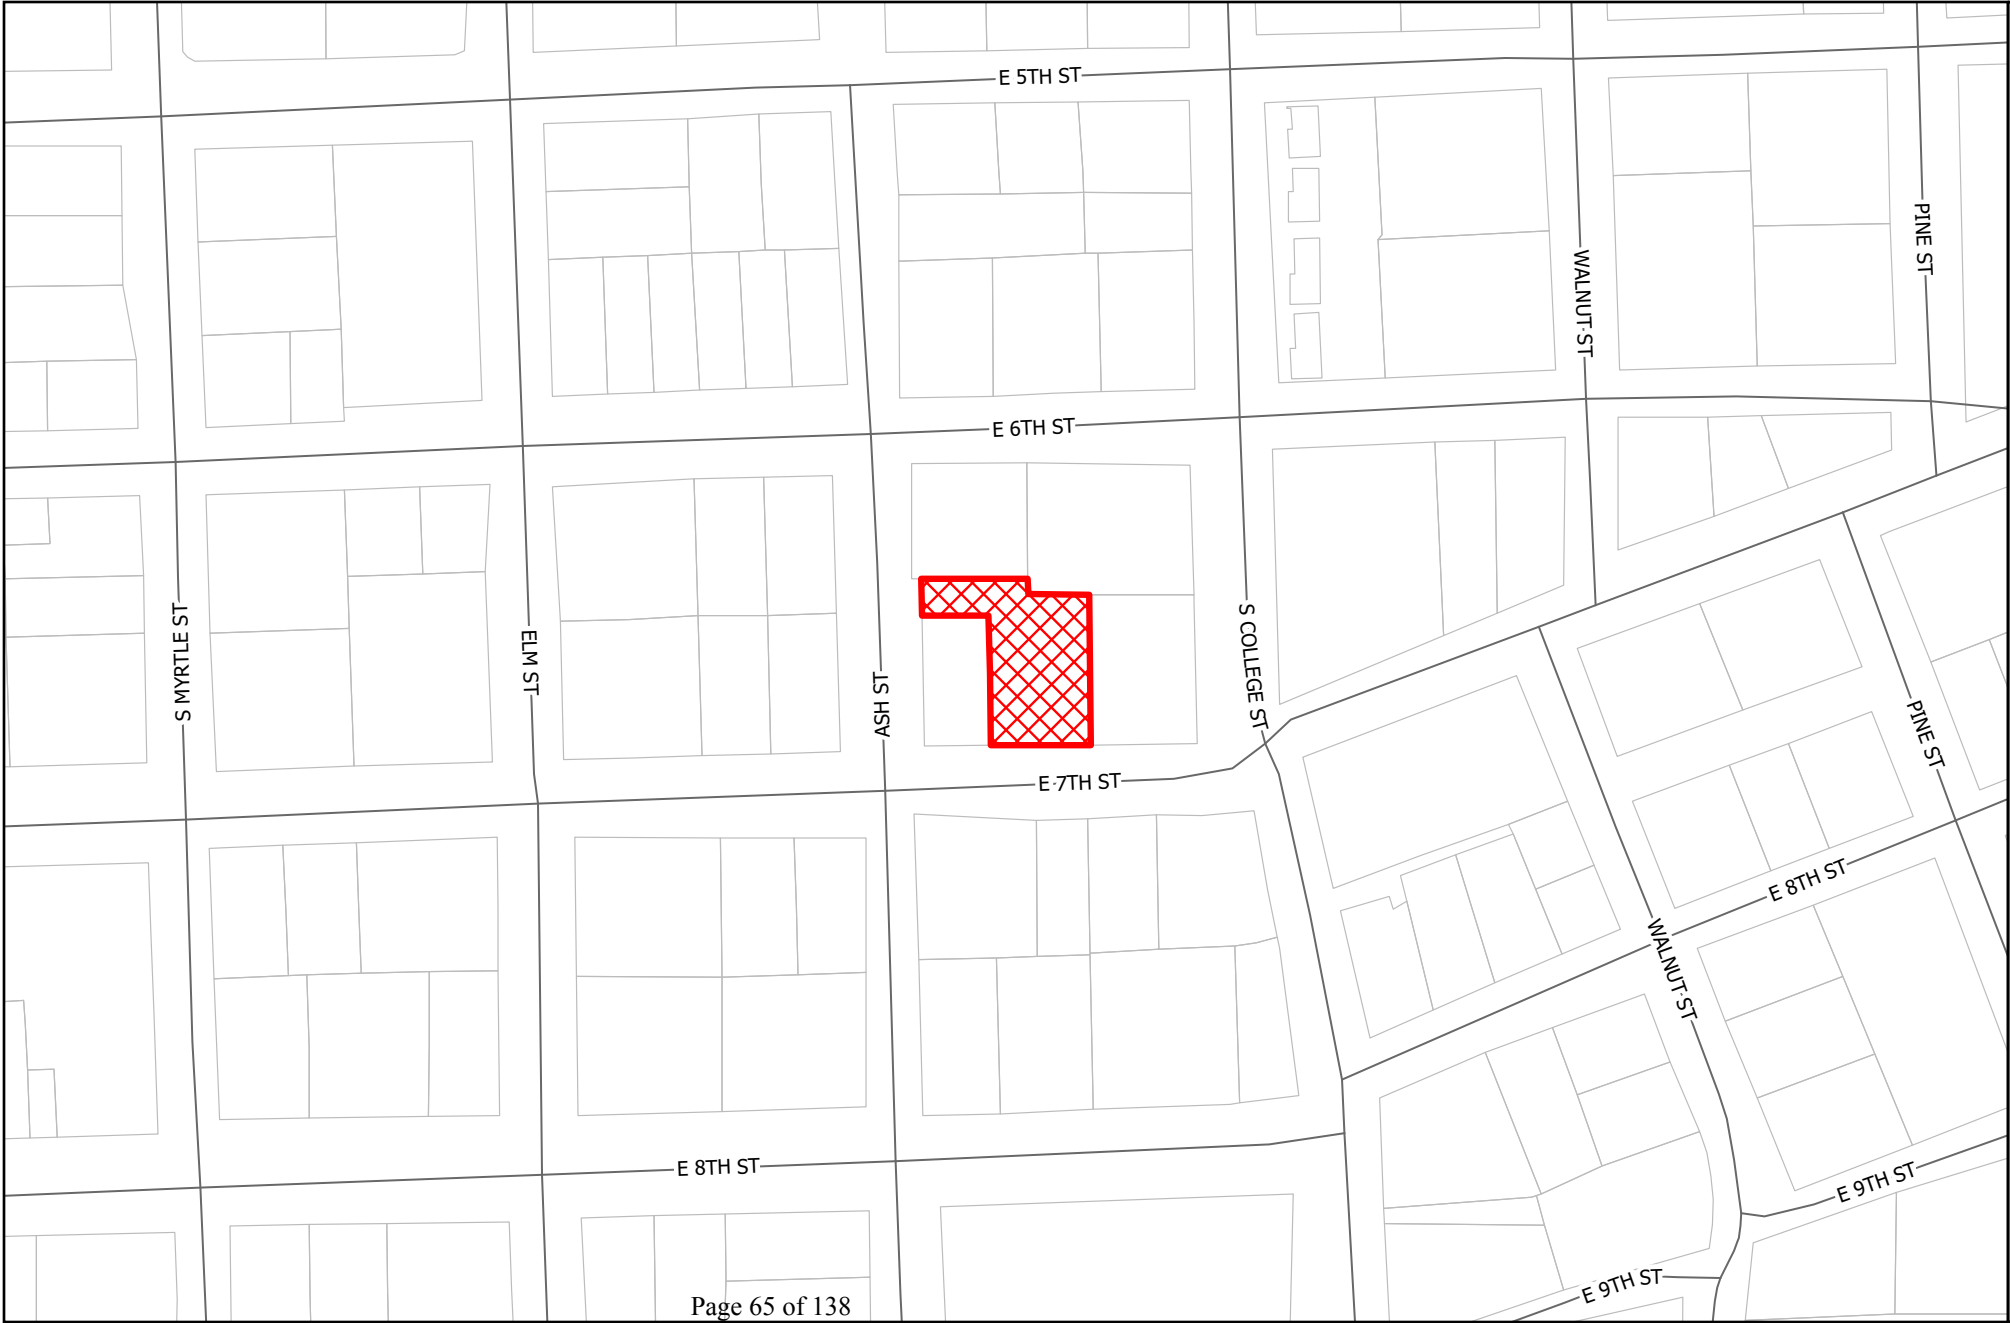 E 5TH ST
PINE ST
WALNUT ST
E 6TH ST
S MYRTLE ST
ELM ST
ASH ST
S COLLEGE ST
PINE ST
E 7TH ST
E 8TH ST
WALNUT ST
E 8TH ST
E 9TH ST
E 9TH ST
Page 65 of 138